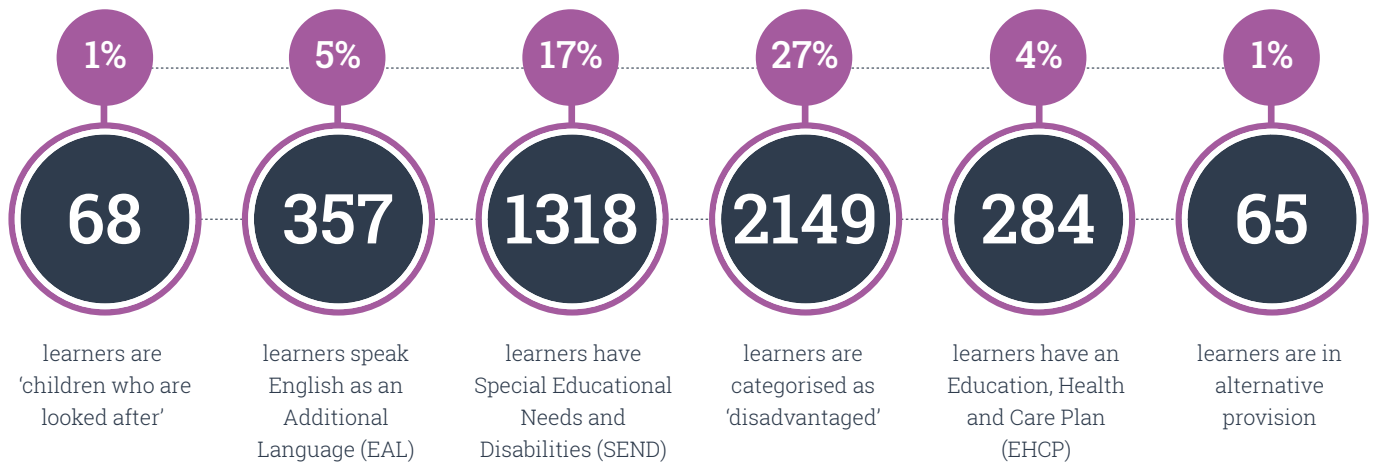 1%
5%
17%
27%
4%
1%
68
357
1318
2149
284
65
learners are
‘children who are
looked after’
learners speak
English as an
Additional
Language (EAL)
learners have
Special Educational
Needs and
Disabilities (SEND)
learners are
categorised as
‘disadvantaged’
learners have an
Education, Health
and Care Plan
(EHCP)
learners are in
alternative
provision